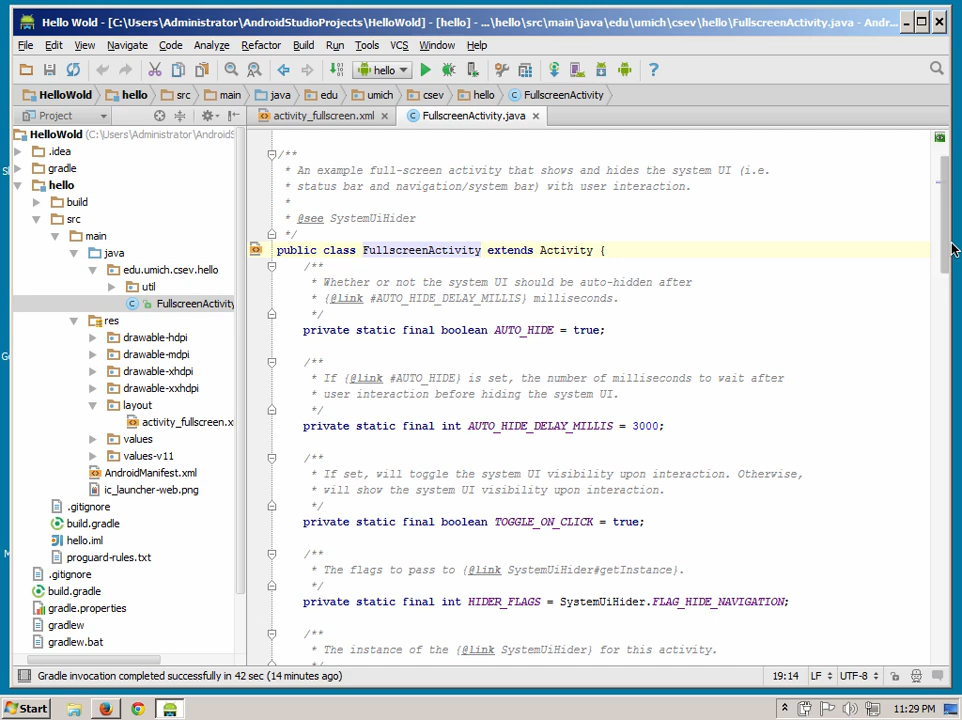 Hello Wold - [C:\Users\Administrator\AndroidStudioProjects\HelloWold] - [hello] - ...\hello\src\main\java\edu\umich\csev\hello\FullscreenActivity.java - Andr...
File Edit View Navigate Code Analyze Refactor Build Run Tools VCS Window Help
hello
HelloWold hello src main java edu umich csev hello FullscreenActivity
Project
activity_fullscreen.xml
FullscreenActivity.java
HelloWold (C:\Users\Administrator\AndroidS
.idea
gradle
hello
build
src
main
java
edu.umich.csev.hello
util
FullscreenActivity
res
drawable-hdpi
drawable-mdpi
drawable-xhdpi
drawable-xxhdpi
layout
activity_fullscreen.x
values
values-v11
AndroidManifest.xml
ic_launcher-web.png
.gitignore
build.gradle
hello.iml
proguard-rules.txt
.gitignore
build.gradle
gradle.properties
gradlew
gradlew.bat
/**
* An example full-screen activity that shows and hides the system UI (i.e.
* status bar and navigation/system bar) with user interaction.
*
* @see SystemUiHider
*/
public class FullscreenActivity extends Activity {
/**
* Whether or not the system UI should be auto-hidden after
* {@link #AUTO_HIDE_DELAY_MILLIS} milliseconds.
*/
private static final boolean AUTO_HIDE = true;
/**
* If {@link #AUTO_HIDE} is set, the number of milliseconds to wait after
* user interaction before hiding the system UI.
*/
private static final int AUTO_HIDE_DELAY_MILLIS = 3000;
/**
* If set, will toggle the system UI visibility upon interaction. Otherwise,
* will show the system UI visibility upon interaction.
*/
private static final boolean TOGGLE_ON_CLICK = true;
/**
* The flags to pass to {@link SystemUiHider#getInstance}.
*/
private static final int HIDER_FLAGS = SystemUiHider.FLAG_HIDE_NAVIGATION;
/**
* The instance of the {@link SystemUiHider} for this activity.
*/
Gradle invocation completed successfully in 42 sec (14 minutes ago)
19:14 LF UTF-8
Start
11:29 PM